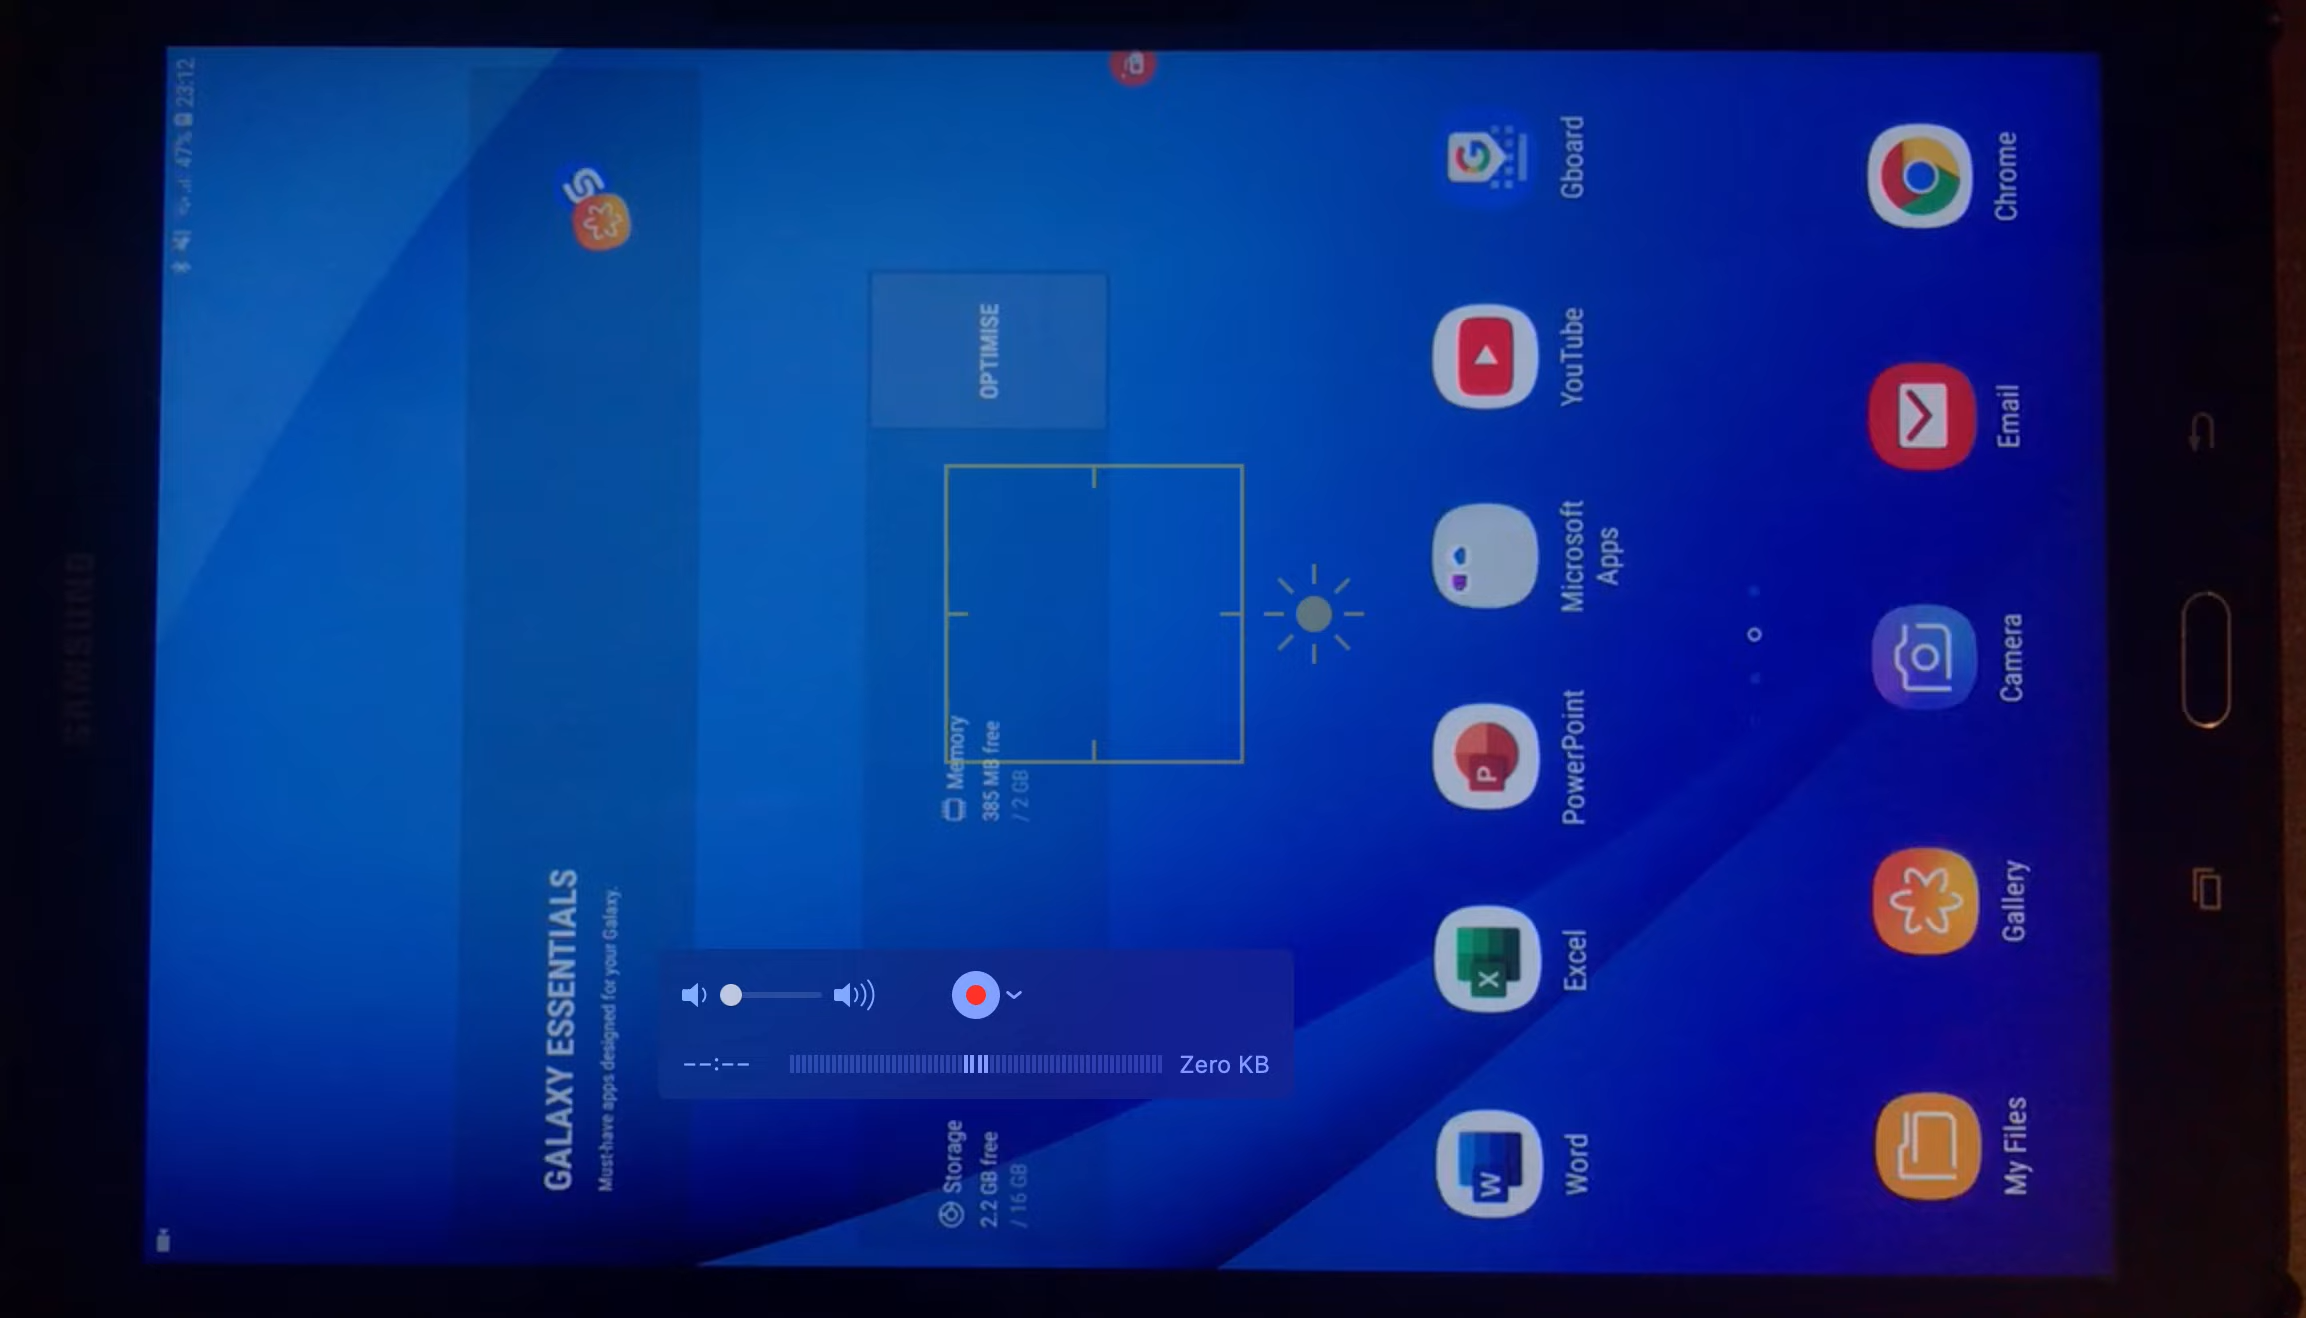 SAMSUNG
47% 23:12
GALAXY ESSENTIALS
Must-have apps designed for your Galaxy.
Storage
2.2 GB free
/ 16 GB
Memory
385 MB free
/ 2 GB
OPTIMISE
Word
Excel
PowerPoint
Microsoft
Apps
YouTube
Gboard
My Files
Gallery
Camera
Email
Chrome
--:--
Zero KB